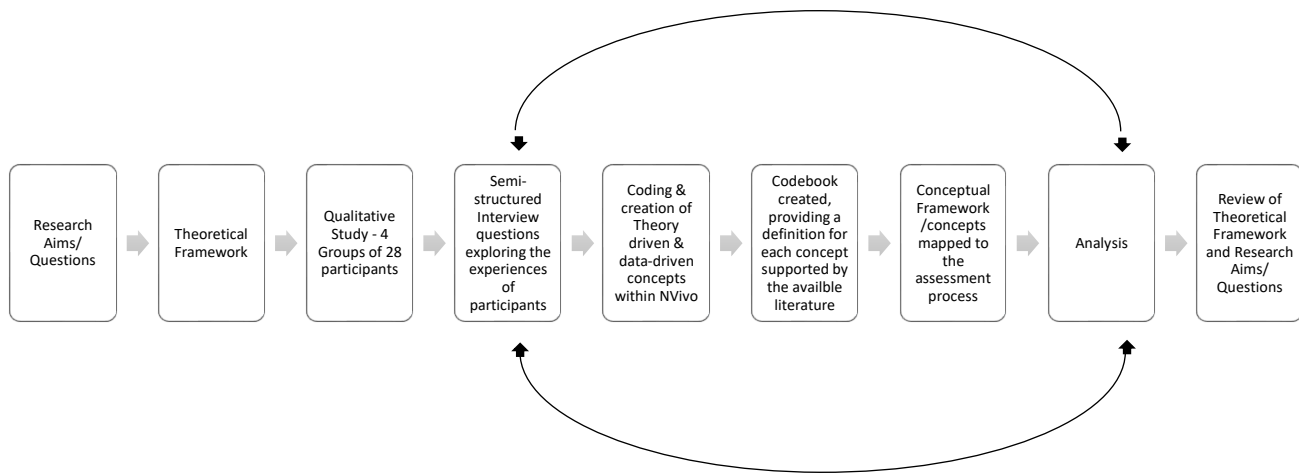 Research
Aims/
Questions
Theoretical
Framework
Qualitative
Study - 4
Groups of 28
participants
Semi-
structured
Interview
questions
exploring the
experiences
of
participants
Coding &
creation of
Theory
driven &
data-driven
concepts
within NVivo
Codebook
created,
providing a
definition for
each concept
supported by
the availble
literature
Conceptual
Framework
/concepts
mapped to
the
assessment
process
Analysis
Review of
Theoretical
Framework
and Research
Aims/
Questions